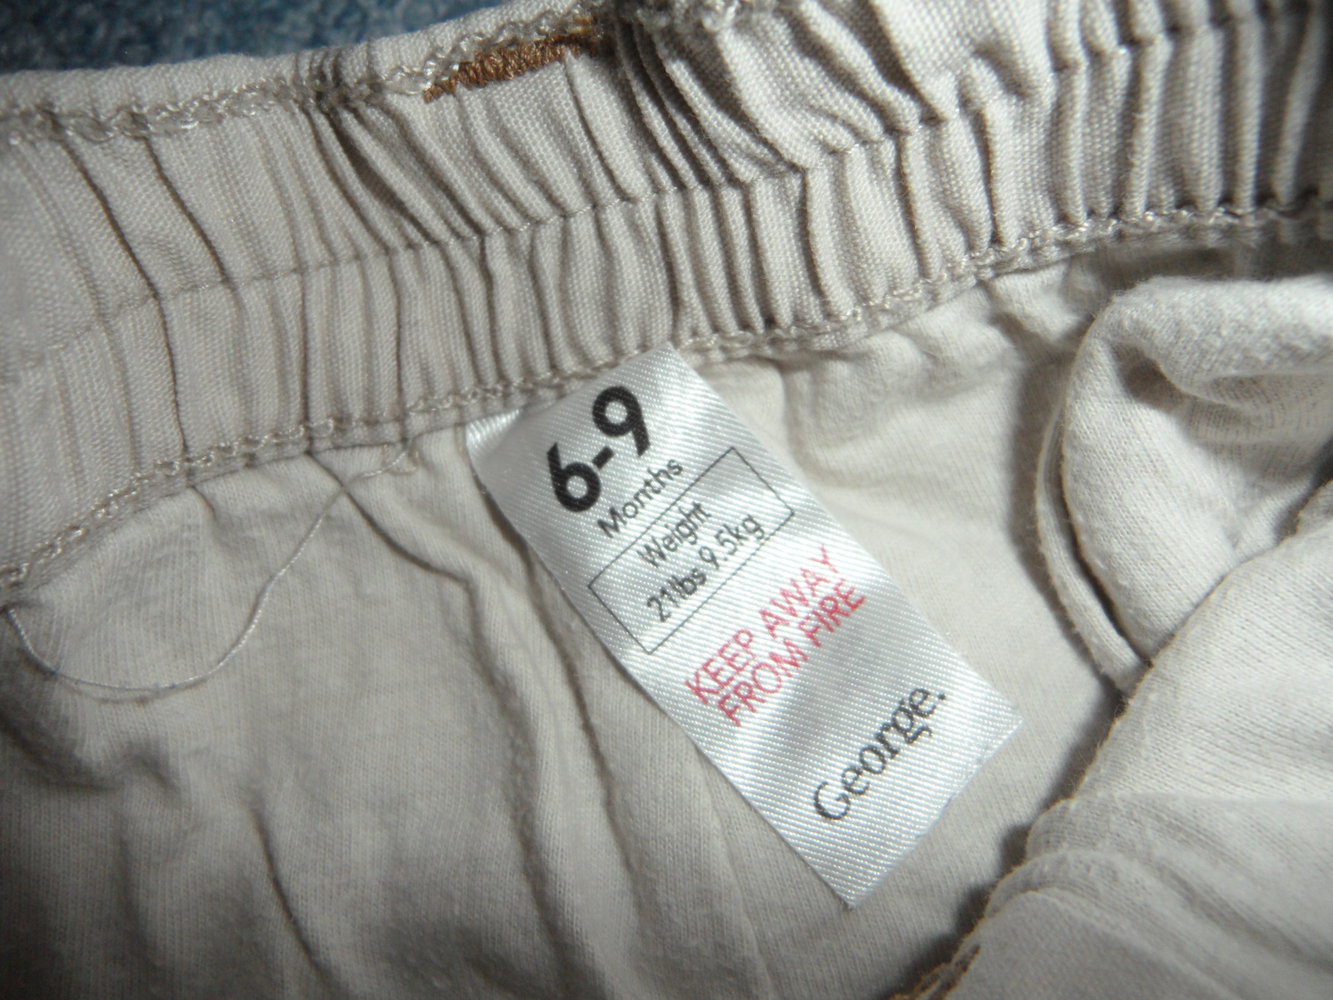 6-9
Months
Weight
21lbs 9.5kg
KEEP AWAY
FROM FIRE
George.